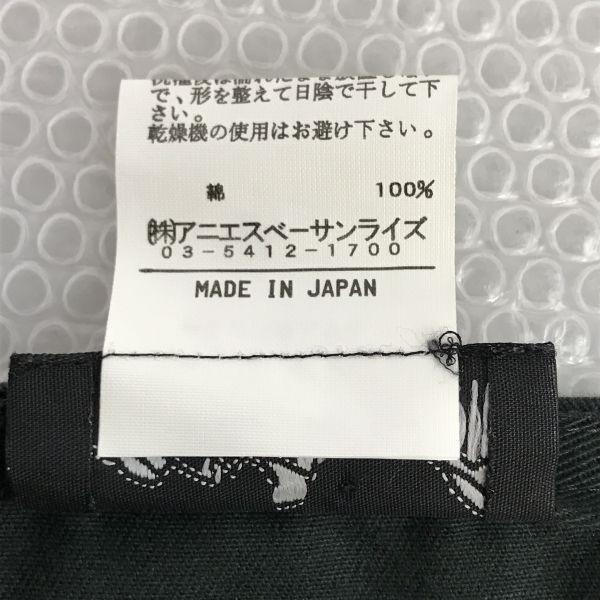 で、形を整えて日陰で干して下
さい。
乾燥機の使用はお避け下さい。
綿 100%
㈱アニエスベーサンライズ
03-5412-1700
MADE IN JAPAN